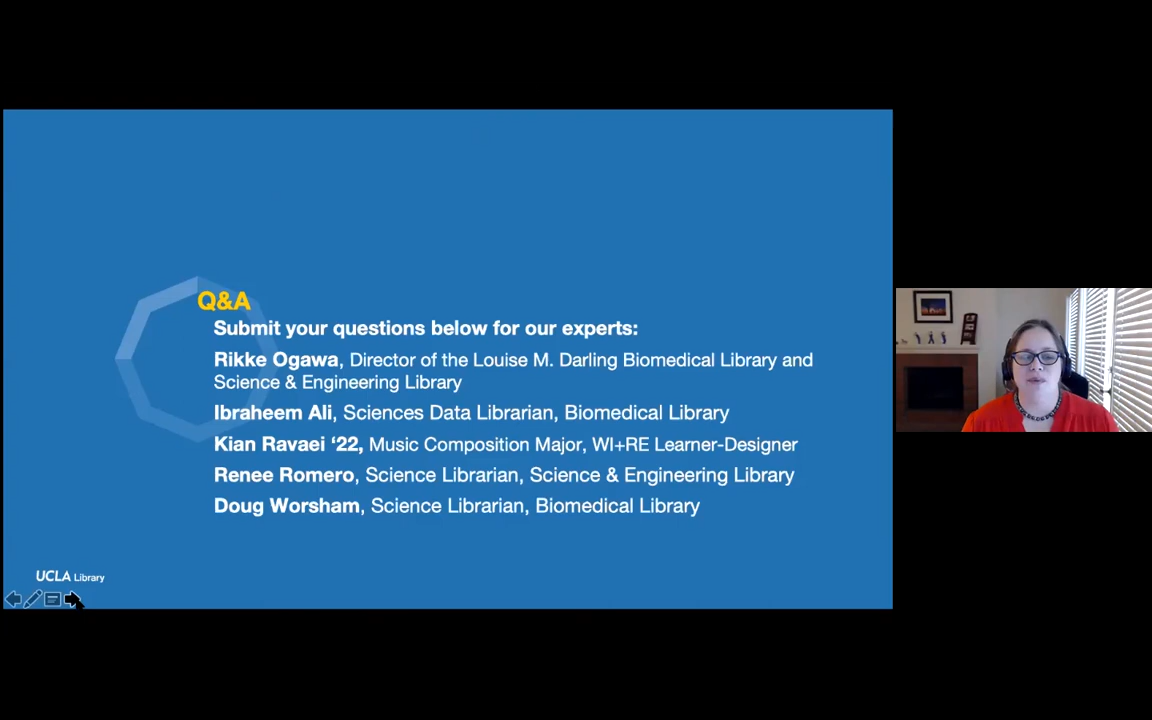 Q&A
Submit your questions below for our experts:
Rikke Ogawa, Director of the Louise M. Darling Biomedical Library and
Science & Engineering Library
Ibraheem Ali, Sciences Data Librarian, Biomedical Library
Kian Ravaei ‘22, Music Composition Major, WI+RE Learner-Designer
Renee Romero, Science Librarian, Science & Engineering Library
Doug Worsham, Science Librarian, Biomedical Library
UCLA Library